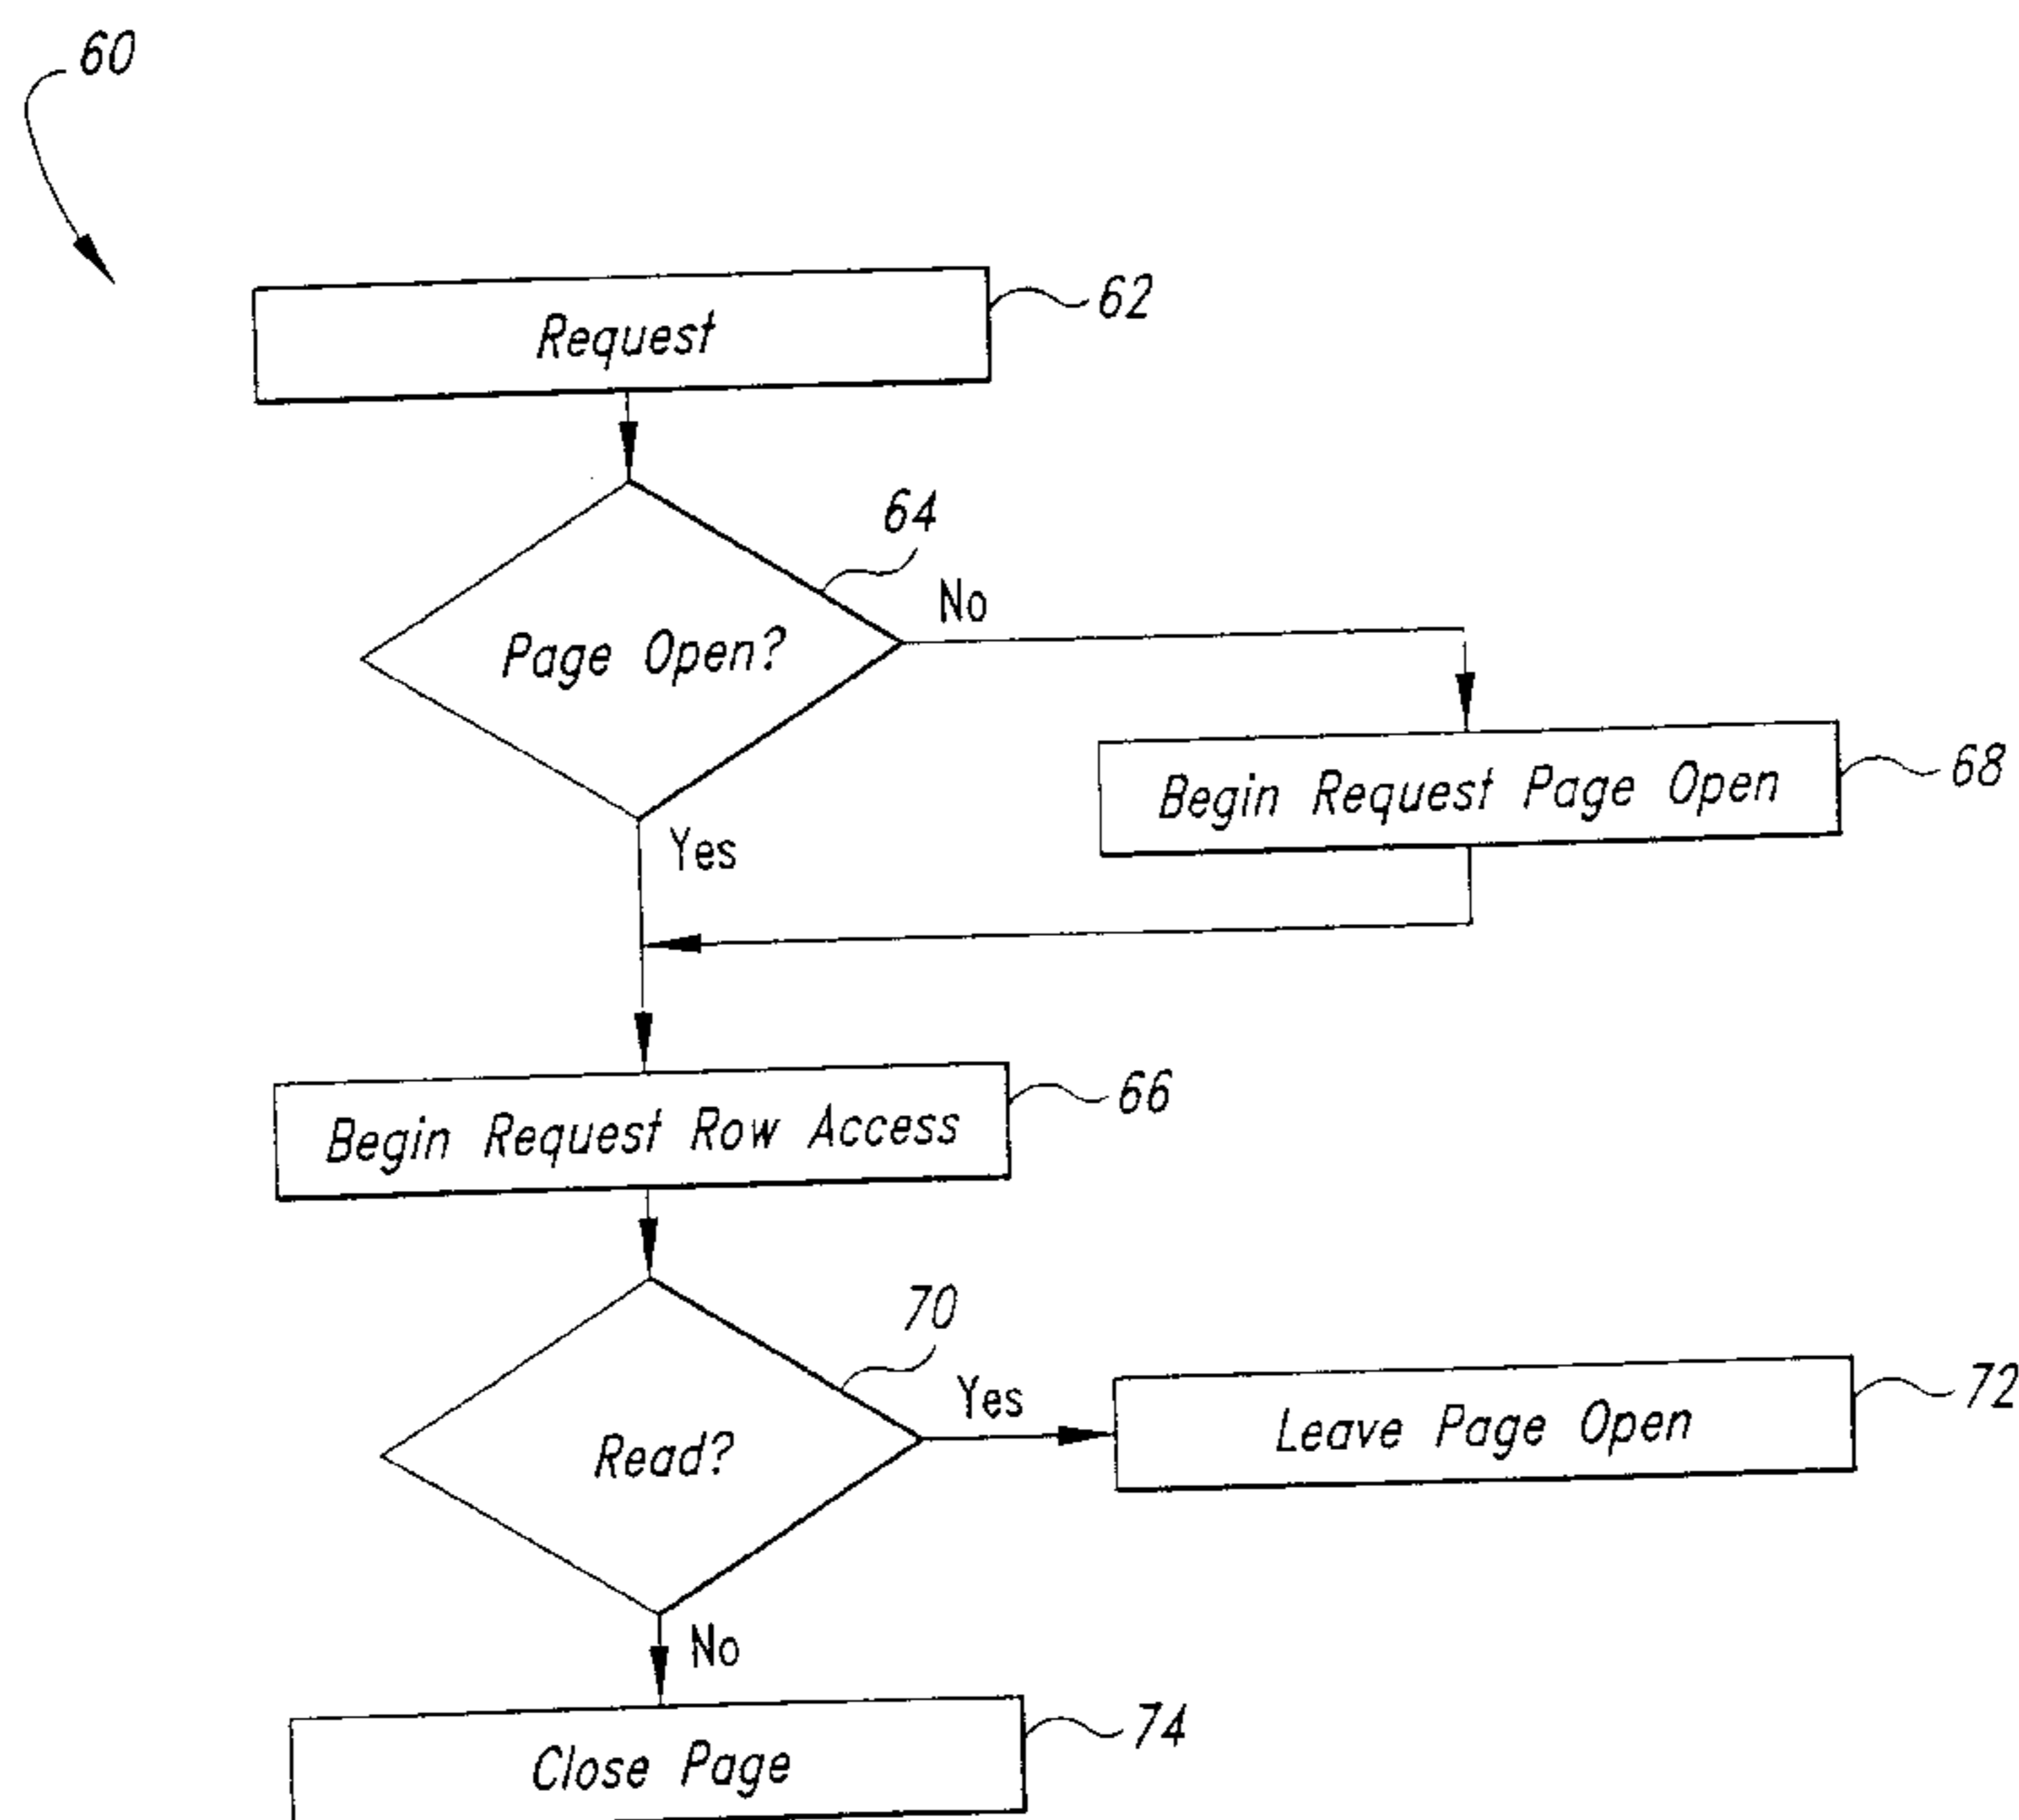 60
Request
62
Page Open?
64
No
Begin Request Page Open
68
Yes
Begin Request Row Access
66
Read?
70
Yes
Leave Page Open
72
No
Close Page
74